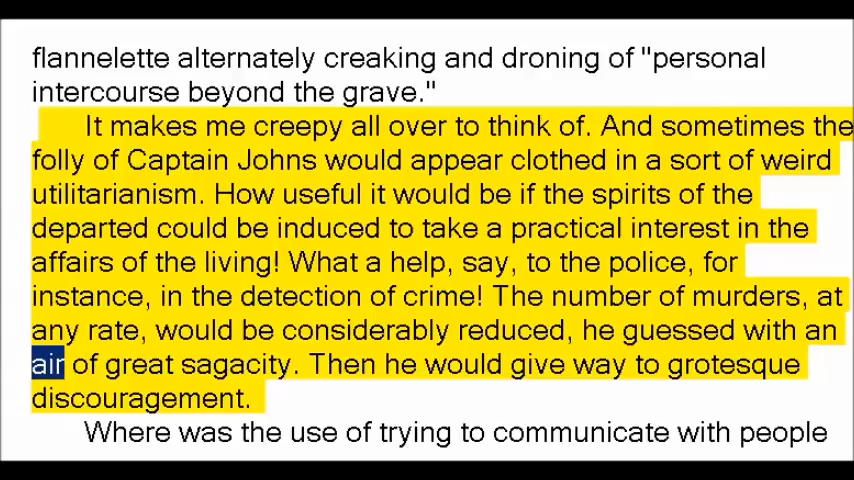 flannelette alternately creaking and droning of "personal
intercourse beyond the grave."
It makes me creepy all over to think of. And sometimes the
folly of Captain Johns would appear clothed in a sort of weird
utilitarianism. How useful it would be if the spirits of the
departed could be induced to take a practical interest in the
affairs of the living! What a help, say, to the police, for
instance, in the detection of crime! The number of murders, at
any rate, would be considerably reduced, he guessed with an
air of great sagacity. Then he would give way to grotesque
discouragement.
Where was the use of trying to communicate with people